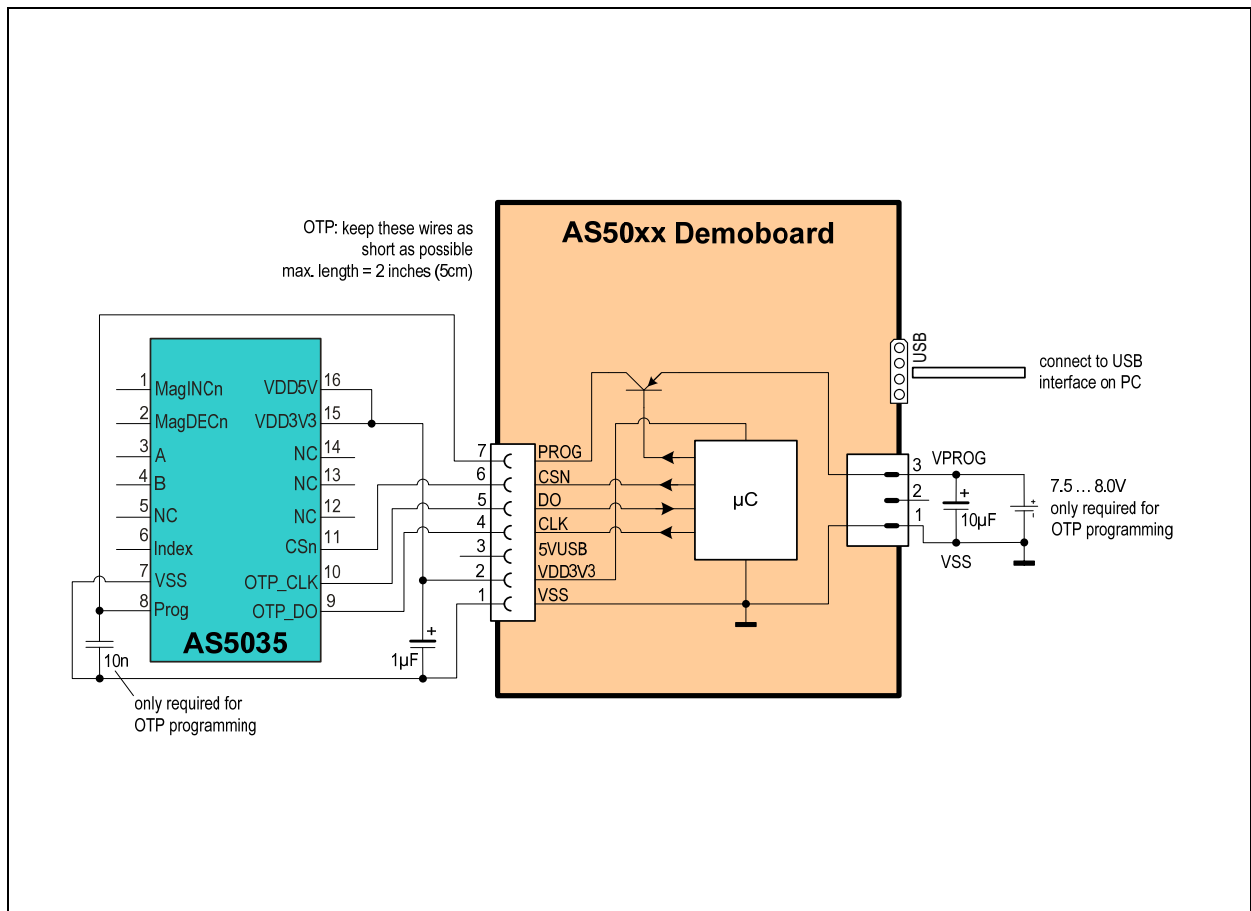 AS50xx Demoboard
OTP: keep these wires as
short as possible
max. length = 2 inches (5cm)
USB
connect to USB
interface on PC
1 MagINCn
2 MagDECn
3 A
4 B
5 NC
6 Index
7 VSS
8 Prog
VDD5V 16
VDD3V3 15
NC 14
NC 13
NC 12
CSn 11
OTP_CLK 10
OTP_DO 9
AS5035
10n
only required for
OTP programming
1µF
+
7 PROG
6 CSN
5 DO
4 CLK
3 5VUSB
2 VDD3V3
1 VSS
µC
3 VPROG
2
1
VSS
+
10µF
+
-
7.5 ... 8.0V
only required for
OTP programming